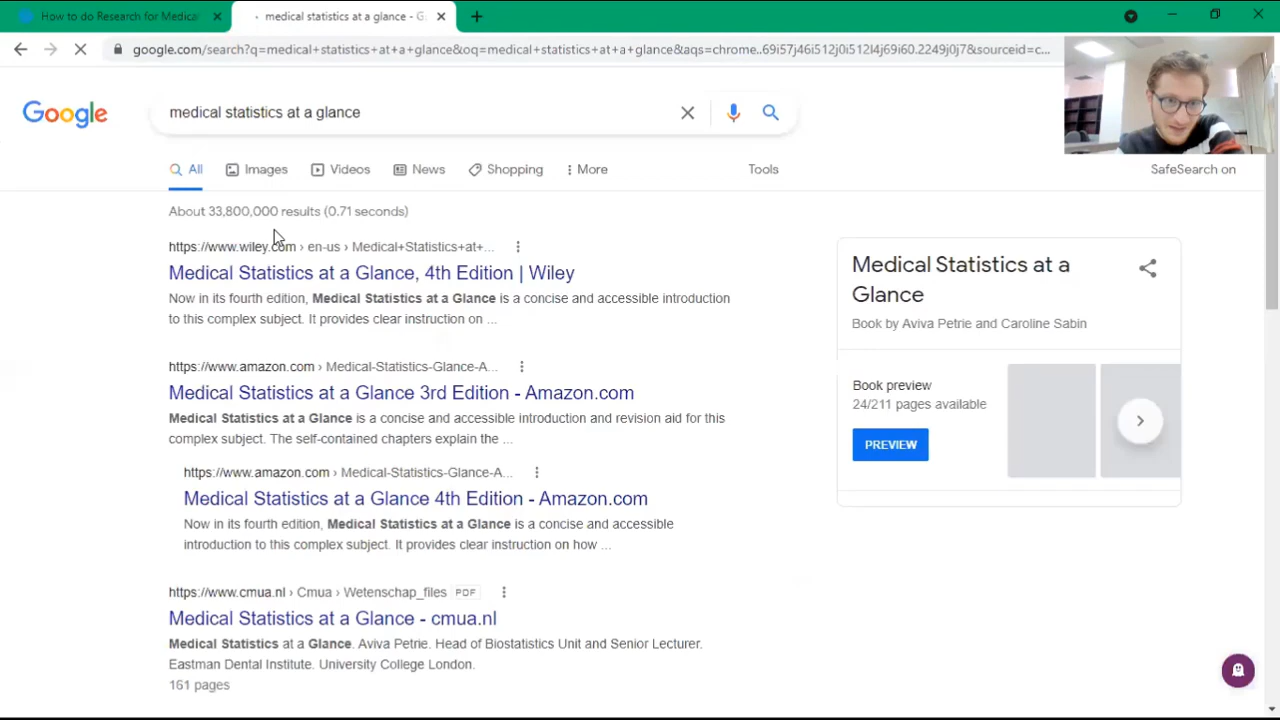 How to do Research for Medical
medical statistics at a glance - G
google.com/search?q=medical+statistics+at+a+glance&oq=medical+statistics+at+a+glance&aqs=chrome..69i57j46i512j0i512l4j69i60.2249j0j7&sourceid=c...
Google
medical statistics at a glance
All
Images
Videos
News
Shopping
More
Tools
SafeSearch on
About 33,800,000 results (0.71 seconds)
https://www.wiley.com › en-us › Medical+Statistics+at+...
Medical Statistics at a Glance, 4th Edition | Wiley
Now in its fourth edition, Medical Statistics at a Glance is a concise and accessible introduction
to this complex subject. It provides clear instruction on ...
https://www.amazon.com › Medical-Statistics-Glance-A...
Medical Statistics at a Glance 3rd Edition - Amazon.com
Medical Statistics at a Glance is a concise and accessible introduction and revision aid for this
complex subject. The self-contained chapters explain the ...
https://www.amazon.com › Medical-Statistics-Glance-A...
Medical Statistics at a Glance 4th Edition - Amazon.com
Now in its fourth edition, Medical Statistics at a Glance is a concise and accessible
introduction to this complex subject. It provides clear instruction on how ...
https://www.cmua.nl › Cmua › Wetenschap_files PDF
Medical Statistics at a Glance - cmua.nl
Medical Statistics at a Glance. Aviva Petrie. Head of Biostatistics Unit and Senior Lecturer.
Eastman Dental Institute. University College London.
161 pages
Medical Statistics at a
Glance
Book by Aviva Petrie and Caroline Sabin
Book preview
24/211 pages available
PREVIEW